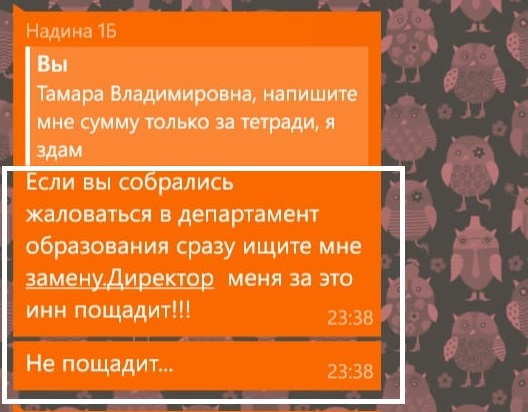 Надина 1Б
Вы
Тамара Владимировна, напишите
мне сумму только за тетради, я
здам
Если вы собрались
жаловаться в департамент
образования сразу ищите мне
замену.Директор меня за это
инн пощадит!!!
23:38
Не пощадит...
23:38